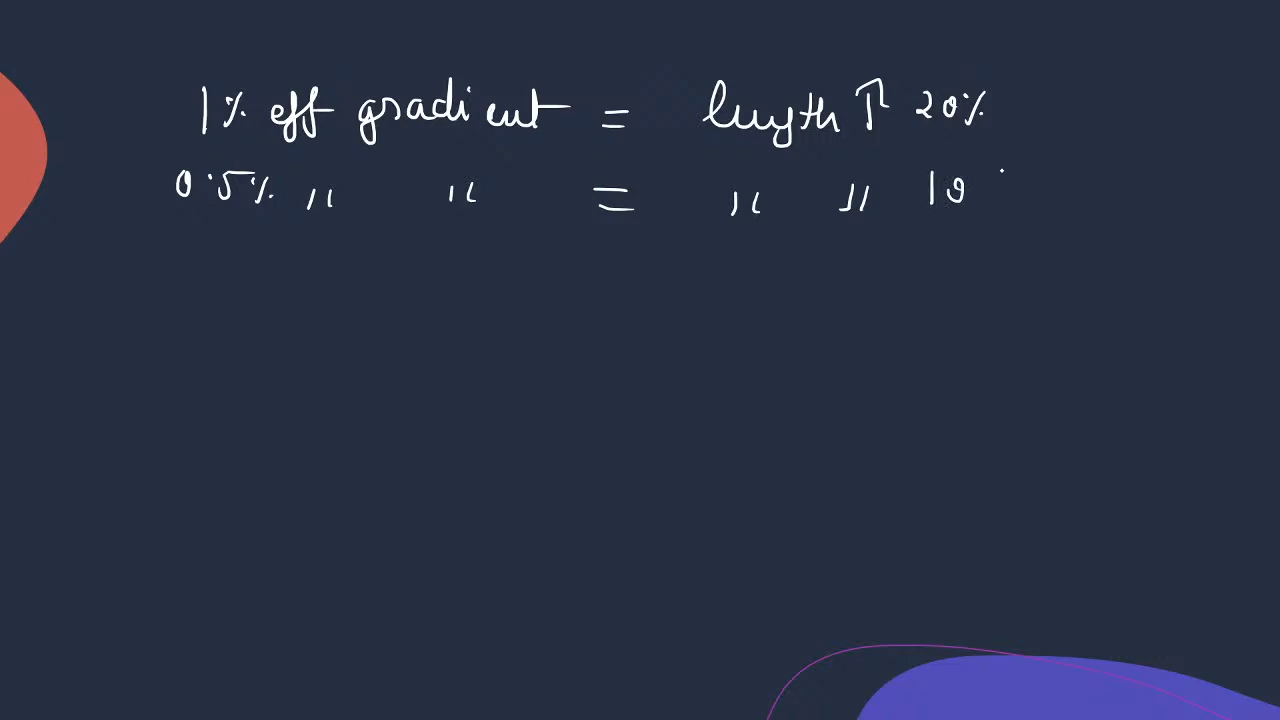 1% eff gradient = length ↑ 20%
0.5% " " = " " 10